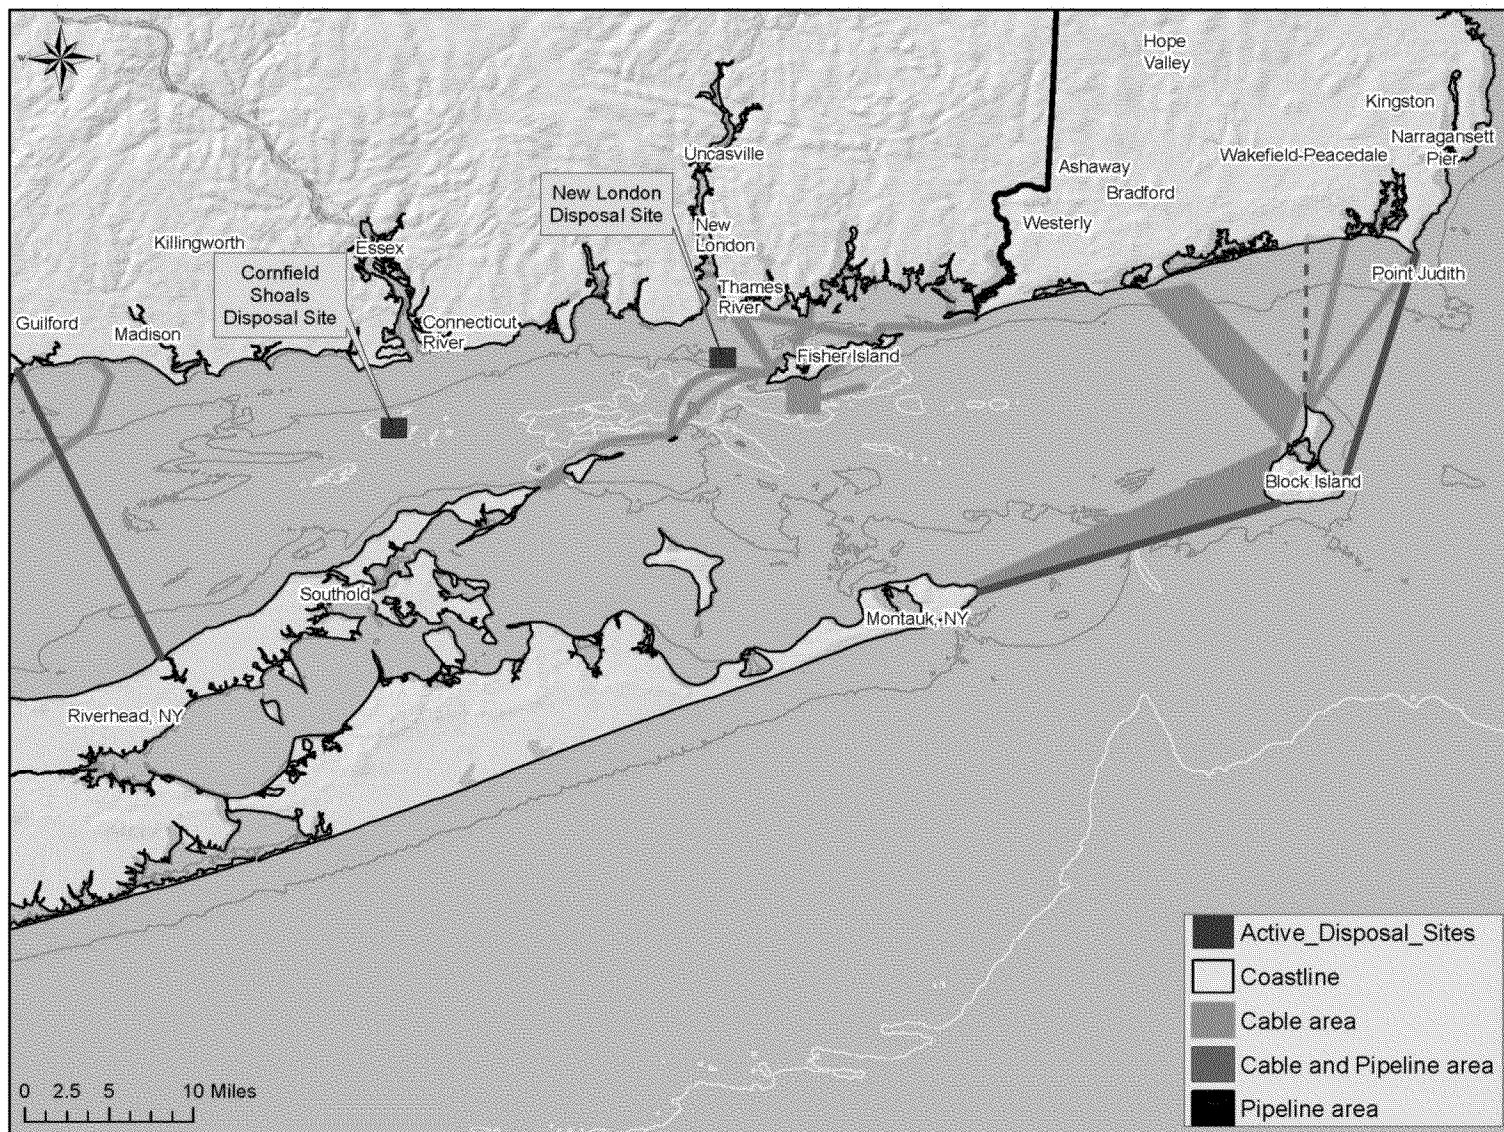 Hope
Valley
Kingston
Narragansett
Pier
Wakefield-Peacedale
Uncasville
Ashaway
Bradford
New London
Disposal Site
Westerly
New
London
Killingworth
Essex
Cornfield
Shoals
Disposal Site
Point Judith
Thames
River
Guilford
Madison
Connecticut
River
Fisher Island
Block Island
Southold
Montauk, NY
Riverhead, NY
Active_Disposal_Sites
Coastline
Cable area
Cable and Pipeline area
Pipeline area
0 2.5 5 10 Miles